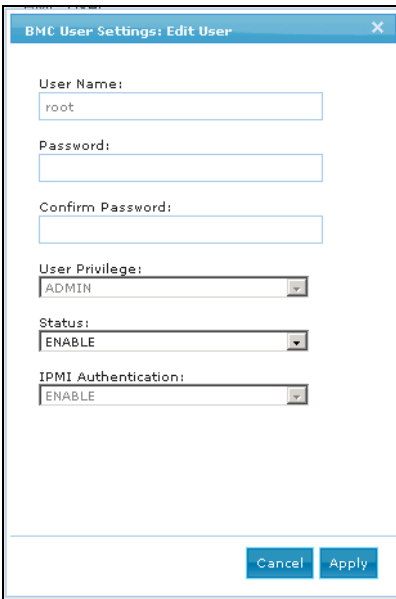 BMC User Settings: Edit User
User Name:
root
Password:
Confirm Password:
User Privilege:
ADMIN
Status:
ENABLE
IPMI Authentication:
ENABLE
Cancel Apply